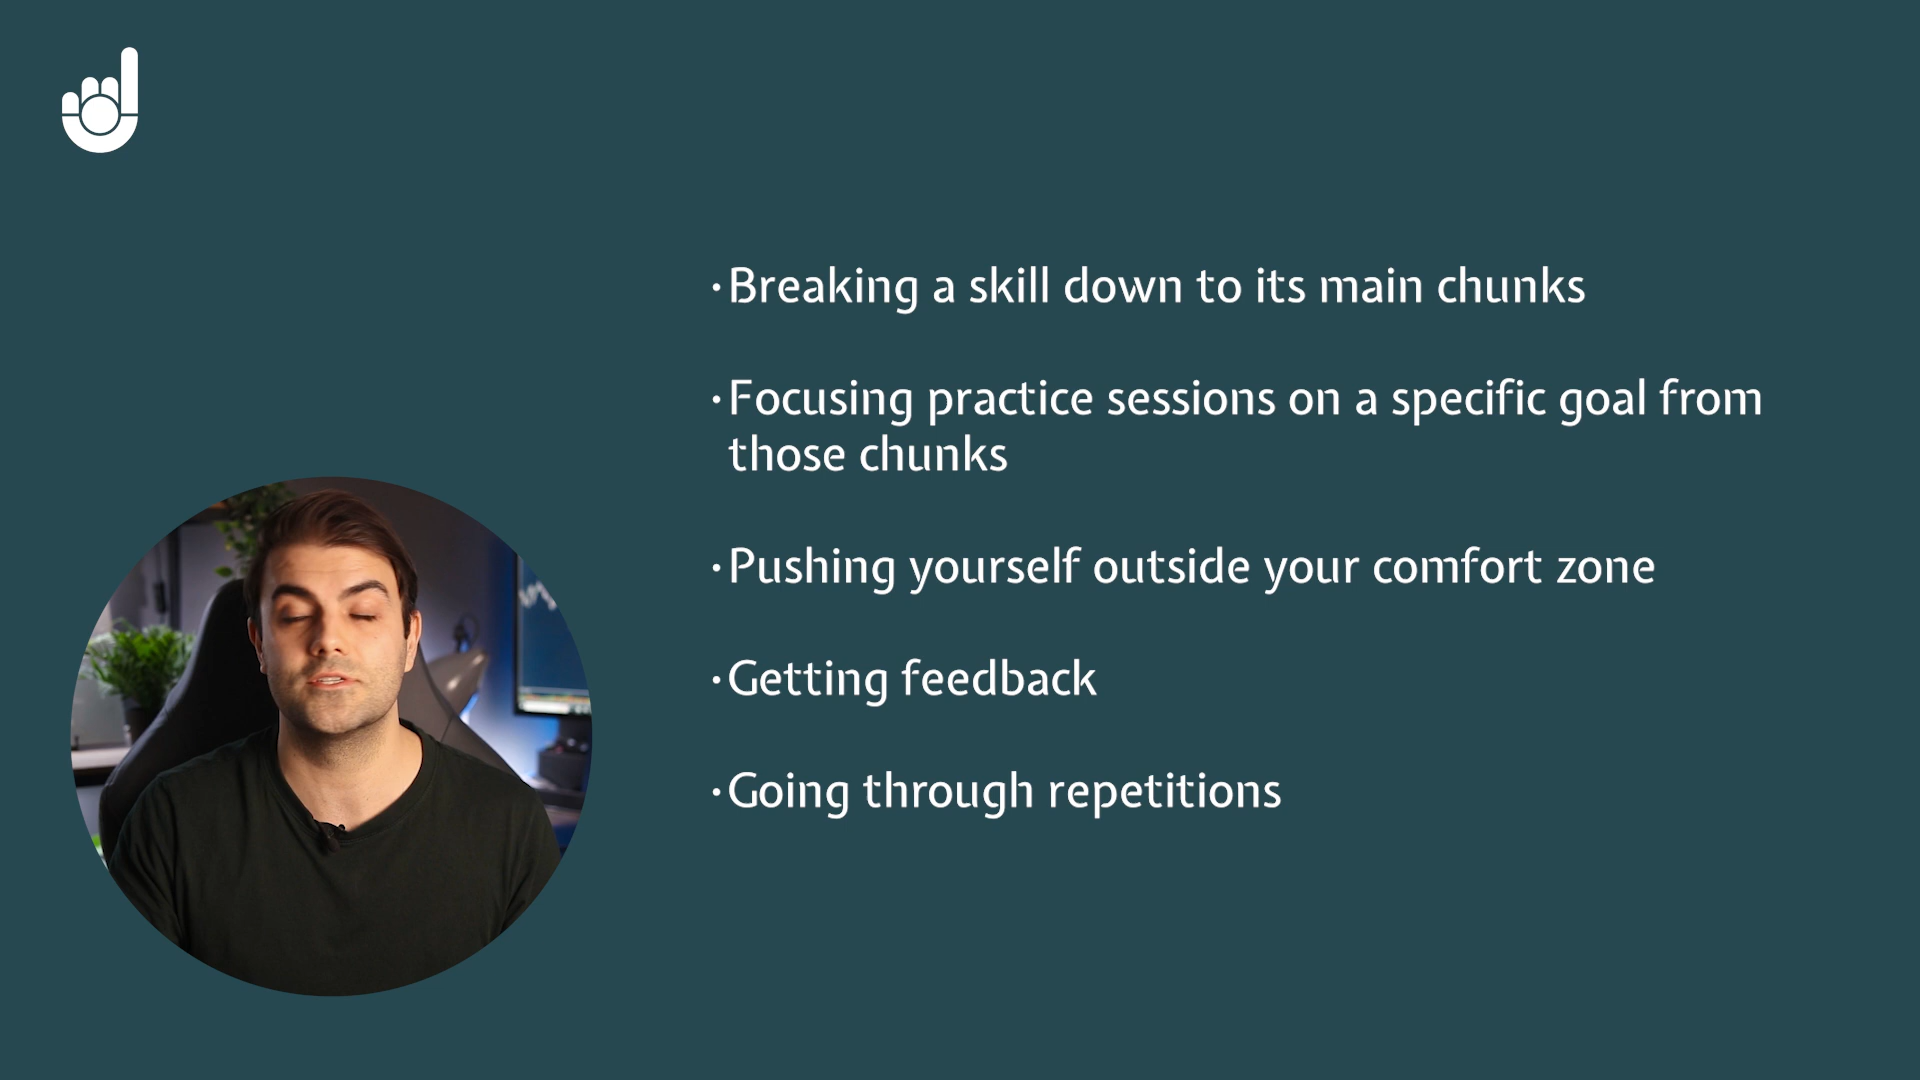 ·Breaking a skill down to its main chunks
·Focusing practice sessions on a specific goal from
those chunks
·Pushing yourself outside your comfort zone
·Getting feedback
·Going through repetitions